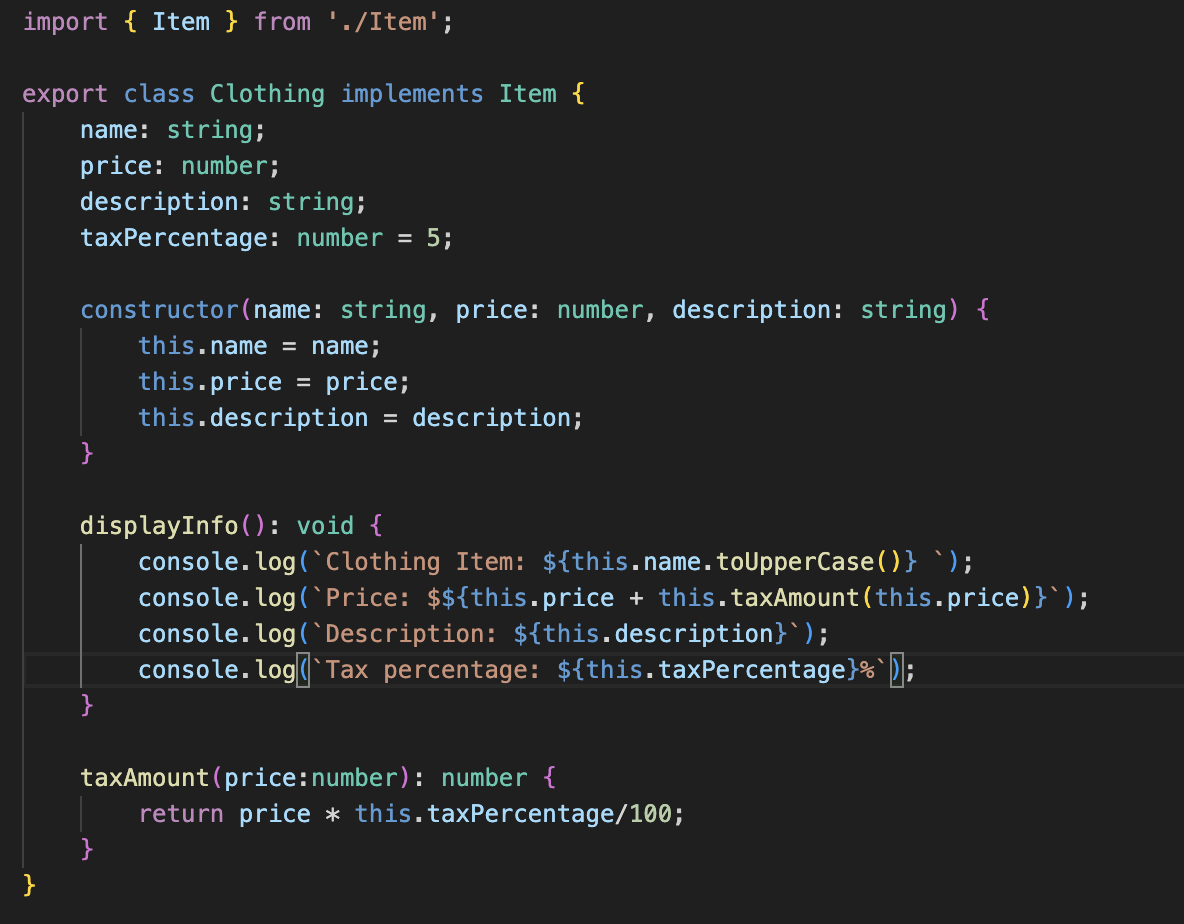 import { Item } from './Item';
export class Clothing implements Item {
name: string;
price: number;
description: string;
taxPercentage: number = 5;
constructor(name: string, price: number, description: string) {
this.name = name;
this.price = price;
this.description = description;
}
displayInfo(): void {
console.log(`Clothing Item: ${this.name.toUpperCase()} `);
console.log(`Price: $${this.price + this.taxAmount(this.price)}`);
console.log(`Description: ${this.description}`);
console.log(`Tax percentage: ${this.taxPercentage}%`);
}
taxAmount(price:number): number {
return price * this.taxPercentage/100;
}
}